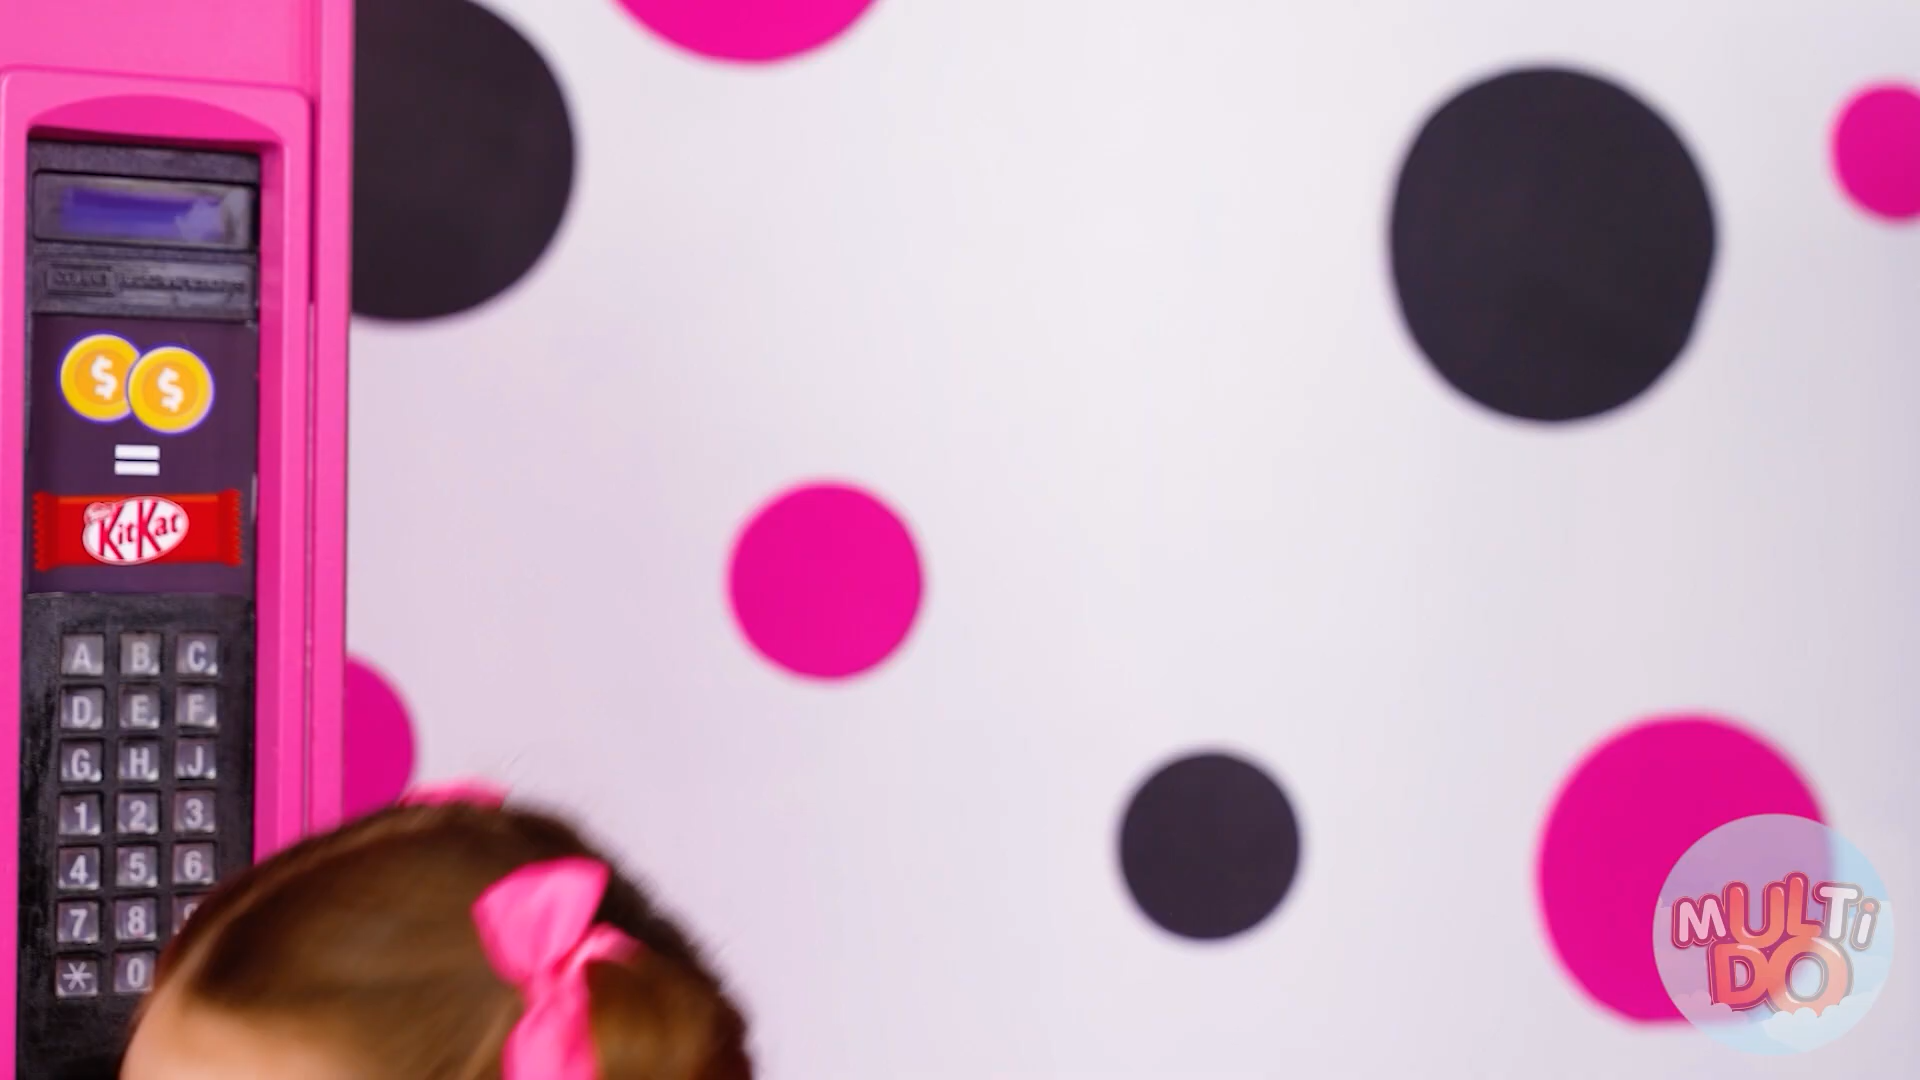 $ $
=
KitKat
A B C
D E F
G H J
1 2 3
4 5 6
7 8
* 0
MULTI
DO